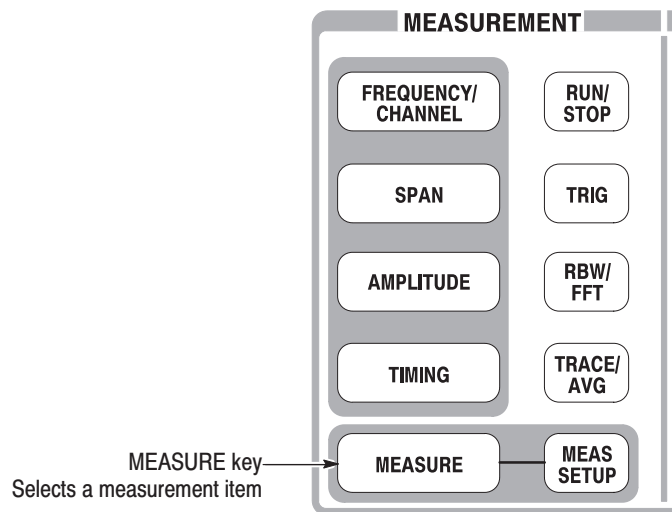 MEASUREMENT
FREQUENCY/
CHANNEL
RUN/
STOP
SPAN
TRIG
AMPLITUDE
RBW/
FFT
TIMING
TRACE/
AVG
MEASURE key
Selects a measurement item
MEASURE
MEAS
SETUP